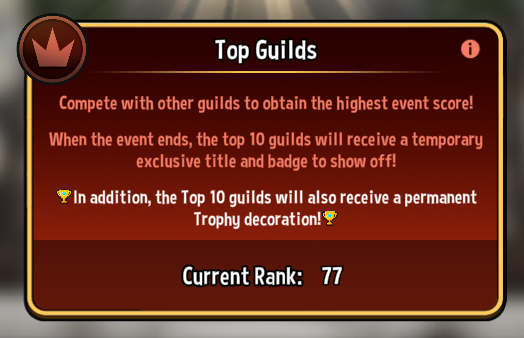 Top Guilds
Compete with other guilds to obtain the highest event score!
When the event ends, the top 10 guilds will receive a temporary
exclusive title and badge to show off!
🏆In addition, the Top 10 guilds will also receive a permanent
Trophy decoration!🏆
Current Rank: 77